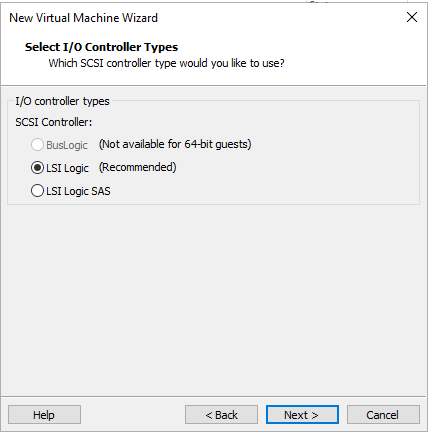 New Virtual Machine Wizard
Select I/O Controller Types
Which SCSI controller type would you like to use?
I/O controller types
SCSI Controller:
BusLogic (Not available for 64-bit guests)
LSI Logic (Recommended)
LSI Logic SAS
Help < Back Next > Cancel